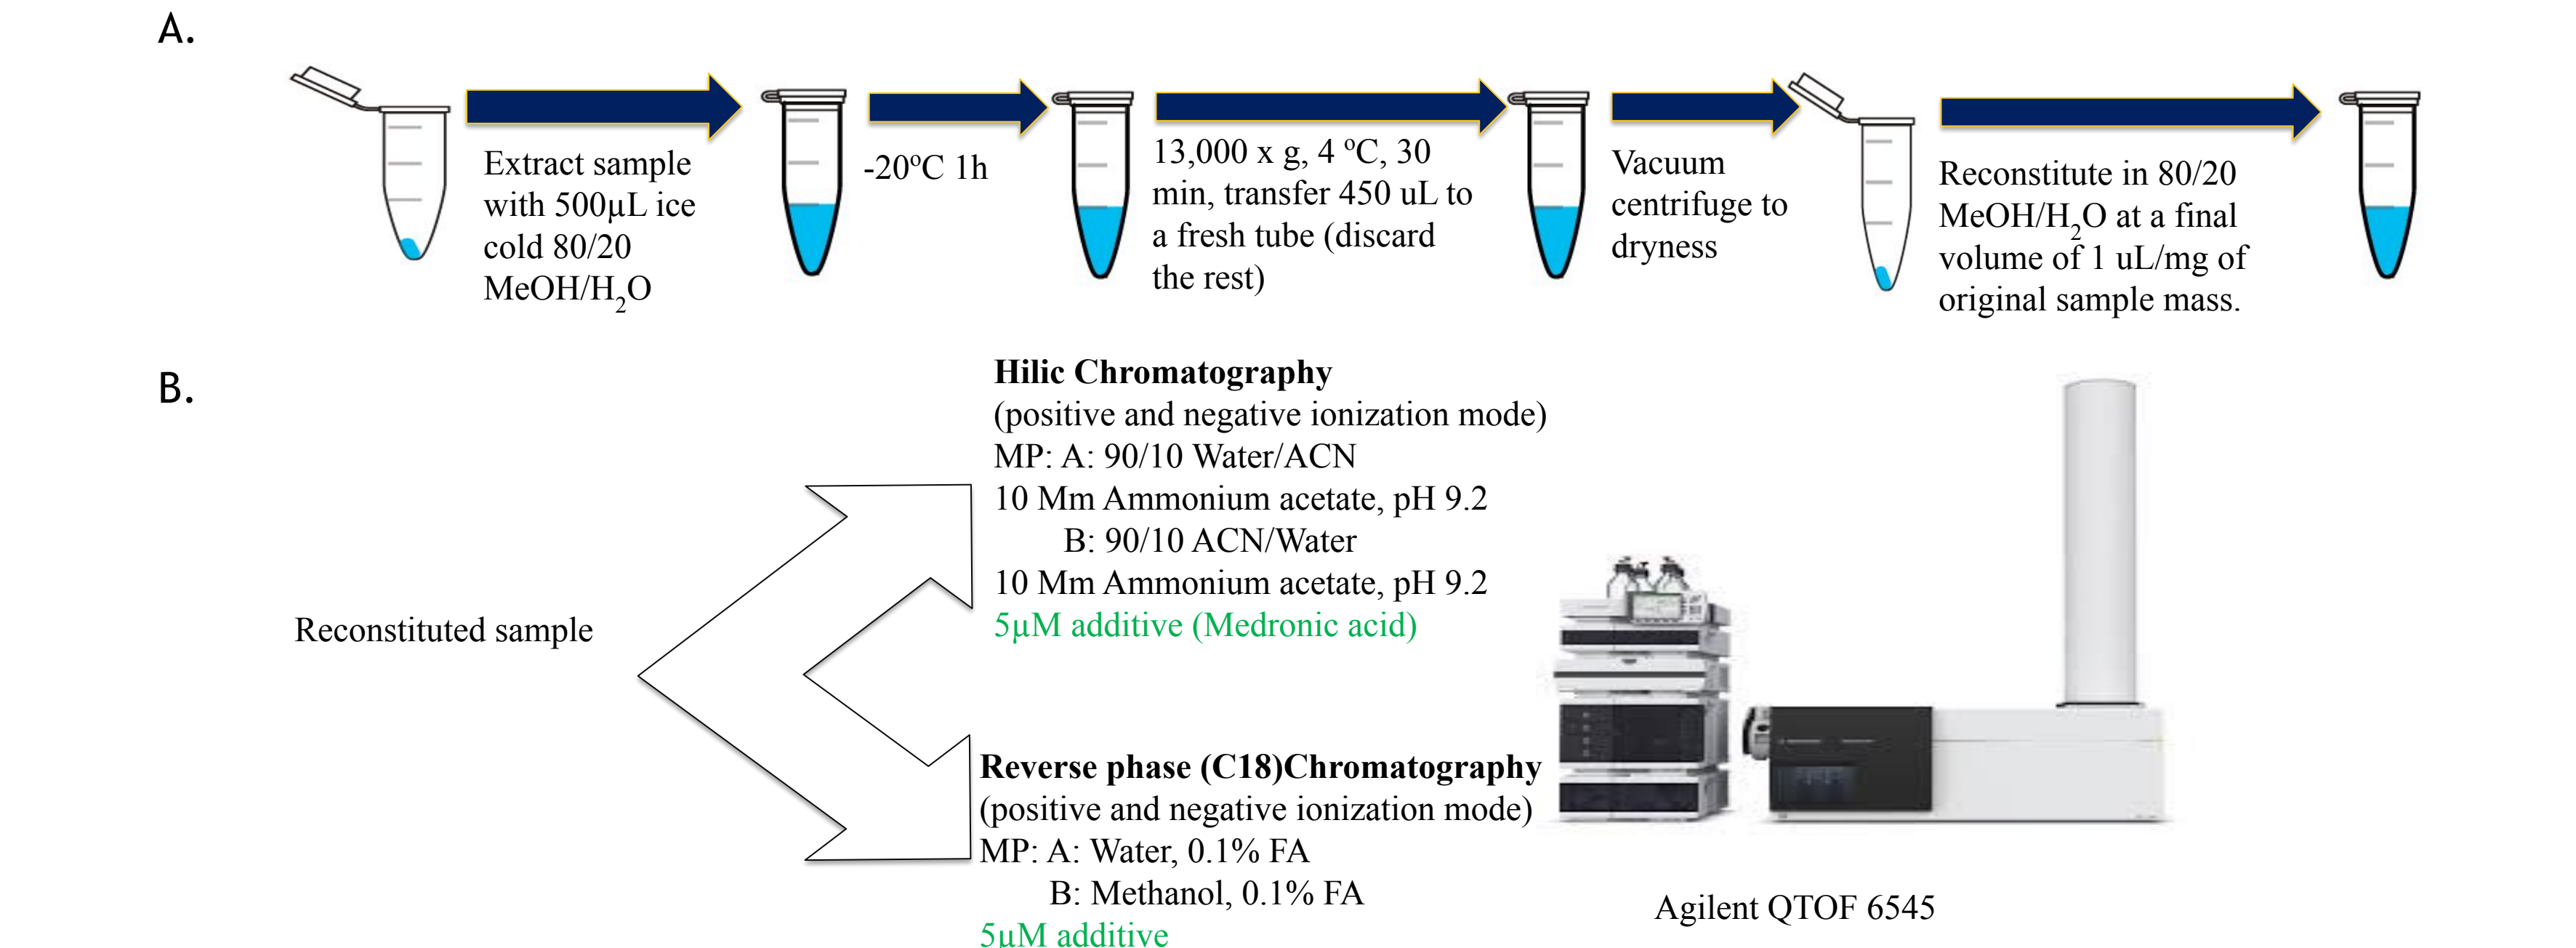 A.
Extract sample
with 500µL ice
cold 80/20
MeOH/H₂O
-20ºC 1h
13,000 x g, 4 ºC, 30
min, transfer 450 uL to
a fresh tube (discard
the rest)
Vacuum
centrifuge to
dryness
Reconstitute in 80/20
MeOH/H₂O at a final
volume of 1 uL/mg of
original sample mass.
B.
Reconstituted sample
Hilic Chromatography
(positive and negative ionization mode)
MP: A: 90/10 Water/ACN
10 Mm Ammonium acetate, pH 9.2
B: 90/10 ACN/Water
10 Mm Ammonium acetate, pH 9.2
5µM additive (Medronic acid)
Reverse phase (C18)Chromatography
(positive and negative ionization mode)
MP: A: Water, 0.1% FA
B: Methanol, 0.1% FA
5µM additive
Agilent QTOF 6545